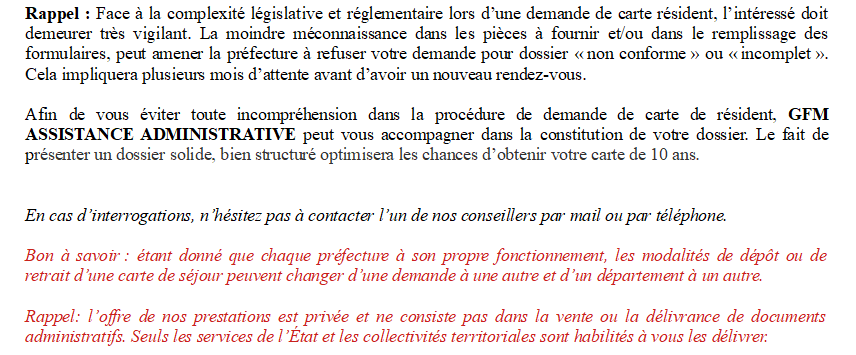 Rappel : Face à la complexité législative et réglementaire lors d’une demande de carte résident, l’intéressé doit
demeurer très vigilant. La moindre méconnaissance dans les pièces à fournir et/ou dans le remplissage des
formulaires, peut amener la préfecture à refuser votre demande pour dossier « non conforme » ou « incomplet ».
Cela impliquera plusieurs mois d’attente avant d’avoir un nouveau rendez-vous.
Afin de vous éviter toute incompréhension dans la procédure de demande de carte de résident, GFM
ASSISTANCE ADMINISTRATIVE peut vous accompagner dans la constitution de votre dossier. Le fait de
présenter un dossier solide, bien structuré optimisera les chances d’obtenir votre carte de 10 ans.
En cas d’interrogations, n’hésitez pas à contacter l’un de nos conseillers par mail ou par téléphone.
Bon à savoir : étant donné que chaque préfecture à son propre fonctionnement, les modalités de dépôt ou de
retrait d’une carte de séjour peuvent changer d’une demande à une autre et d’un département à un autre.
Rappel: l’offre de nos prestations est privée et ne consiste pas dans la vente ou la délivrance de documents
administratifs. Seuls les services de l’État et les collectivités territoriales sont habilités à vous les délivrer.